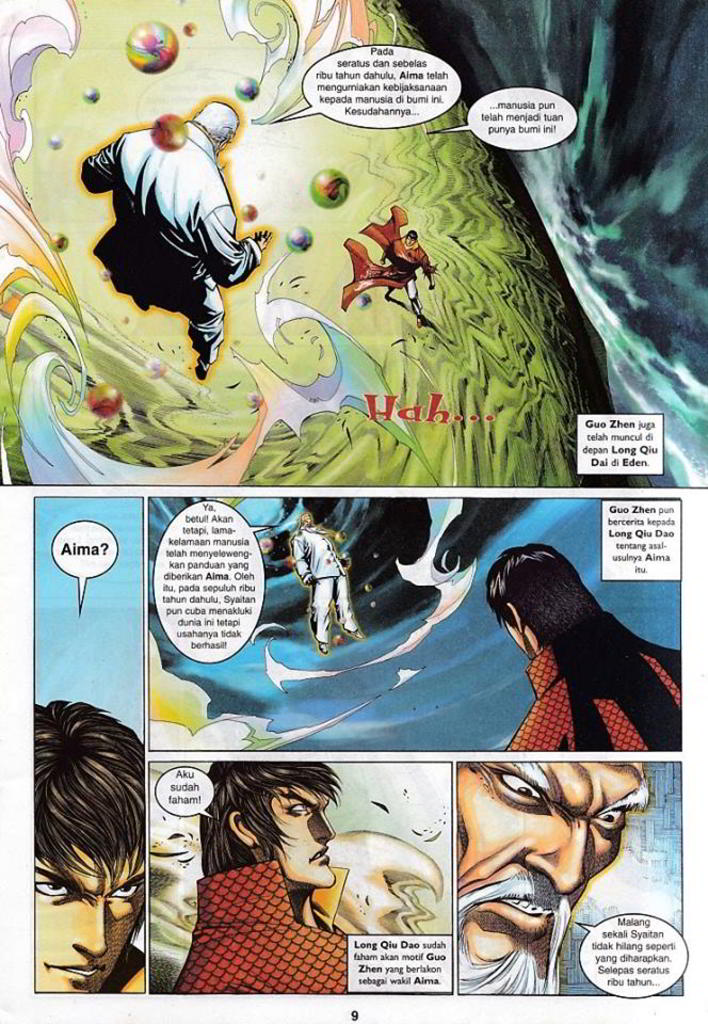 Pada
seratus dan sebelas
ribu tahun dahulu, Aima telah
mengurniakan kebijaksanaan
kepada manusia di bumi ini.
Kesudahannya...
...manusia pun
telah menjadi tuan
punya bumi ini!
Hah...
Guo Zhen juga
telah muncul di
depan Long Qiu
Dai di Eden.
Aima?
Ya,
betul! Akan
tetapi, lama-
kelamaan manusia
telah menyeleweng-
kan panduan yang
diberikan Aima. Oleh
itu, pada sepuluh ribu
tahun dahulu, Syaitan
pun cuba menakluki
dunia ini tetapi
usahanya tidak
berhasil!
Guo Zhen pun
bercerita kepada
Long Qiu Dao
tentang asal-
usulnya Aima
itu.
Aku
sudah
faham!
Long Qiu Dao sudah
faham akan motif Guo
Zhen yang berlakon
sebagai wakil Aima.
Malang
sekali Syaitan
tidak hilang seperti
yang diharapkan.
Selepas seratus
ribu tahun...
9